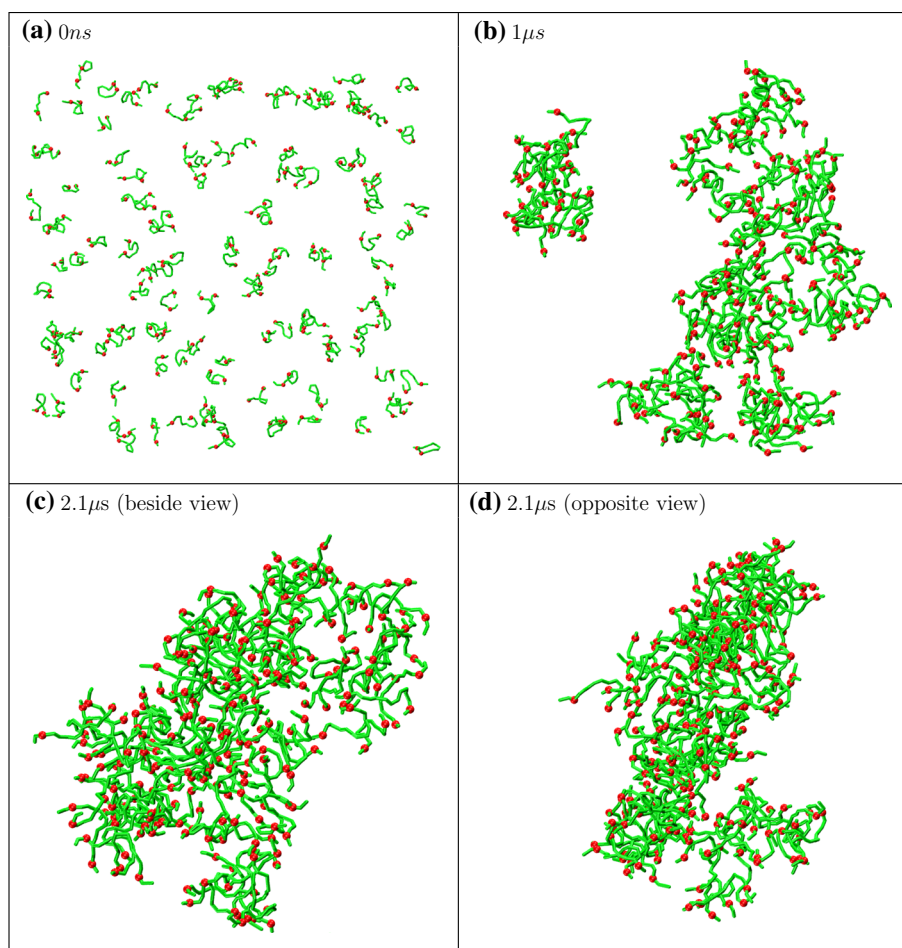 (a) 0ns
(b) 1μs
(c) 2.1μs (beside view)
(d) 2.1μs (opposite view)